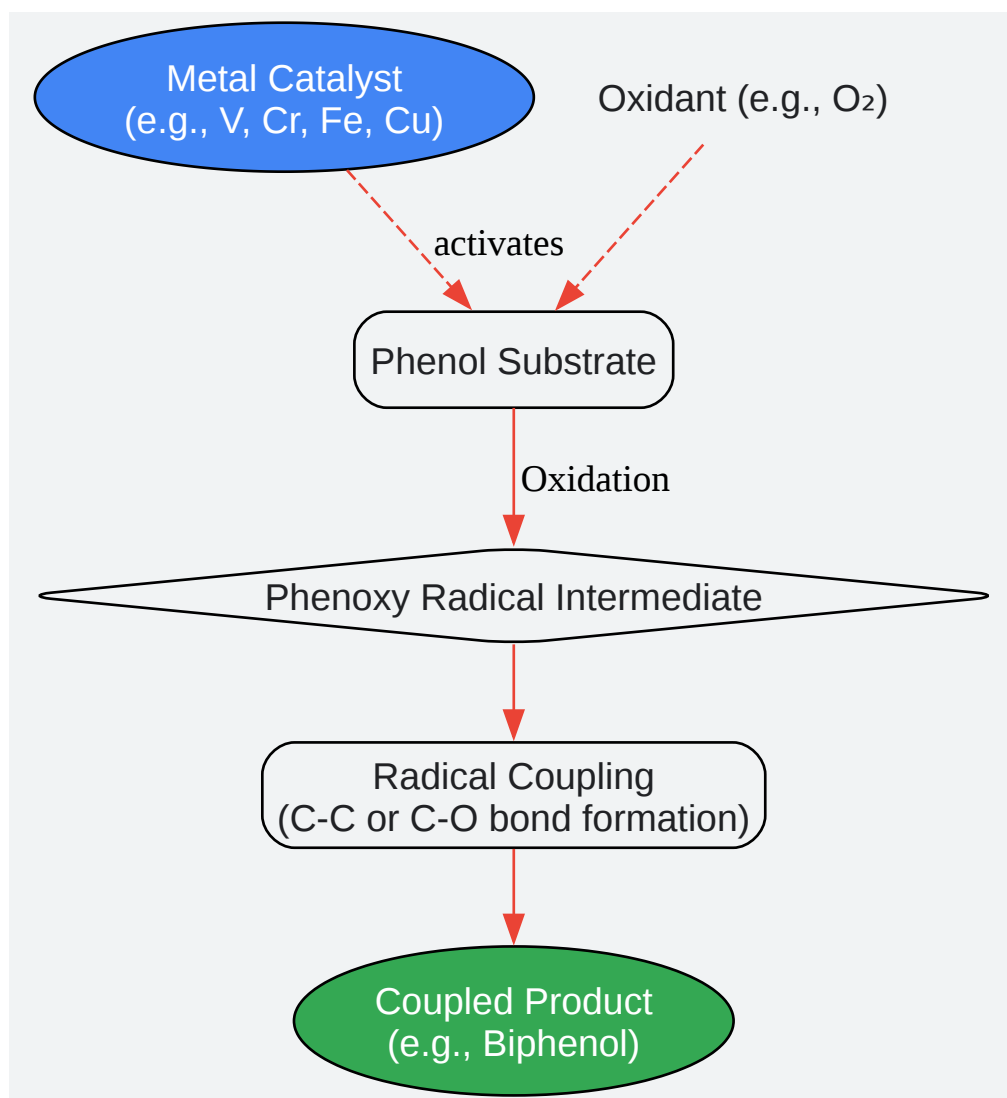 Metal Catalyst
(e.g., V, Cr, Fe, Cu)
Oxidant (e.g., O₂)
activates
Phenol Substrate
Oxidation
Phenoxy Radical Intermediate
Radical Coupling
(C-C or C-O bond formation)
Coupled Product
(e.g., Biphenol)